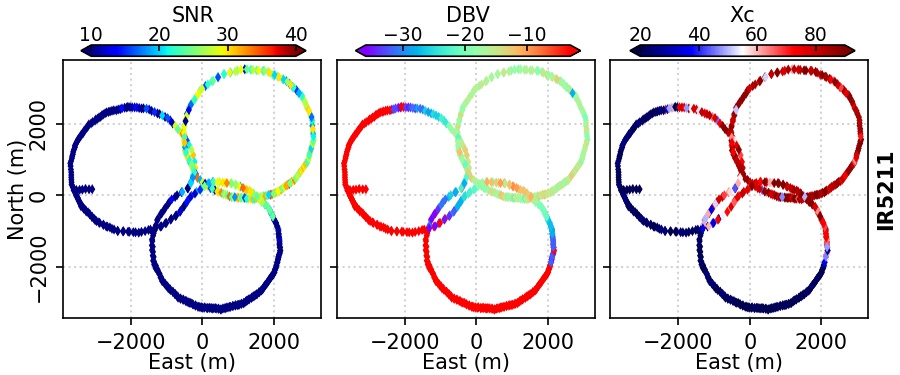 SNR DBV Xc
10 20 30 40 −30 −20 −10 20 40 60 80
North (m)
2000
0
−2000
−2000 0 2000 −2000 0 2000 −2000 0 2000
East (m) East (m) East (m)
IR5211